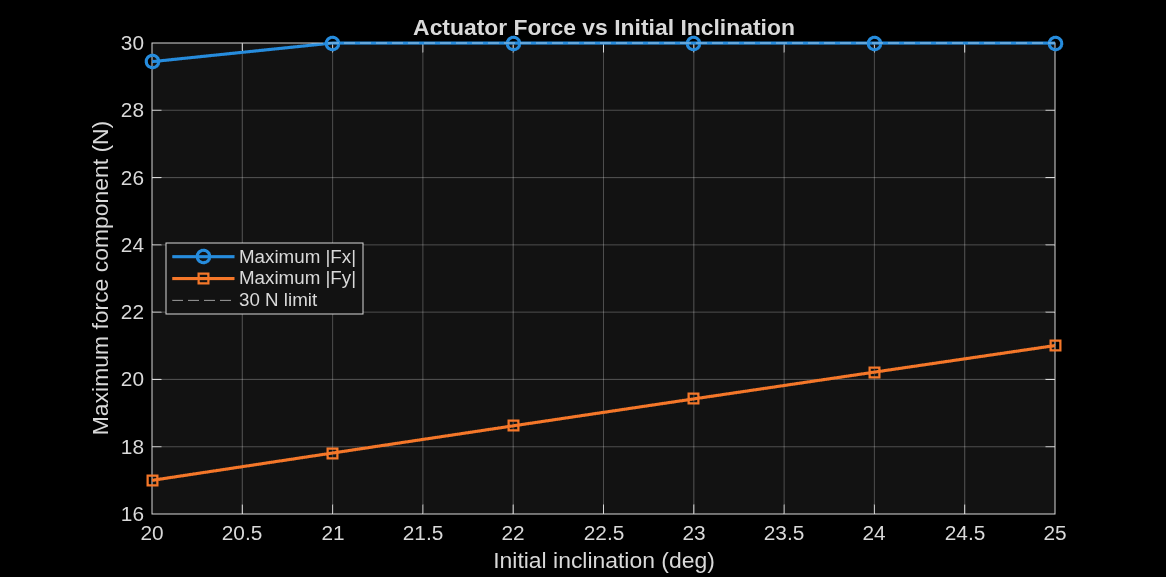 Actuator Force vs Initial Inclination
Maximum force component (N)
30
28
26
24
22
20
18
16
Maximum |Fx|
Maximum |Fy|
30 N limit
20 20.5 21 21.5 22 22.5 23 23.5 24 24.5 25
Initial inclination (deg)